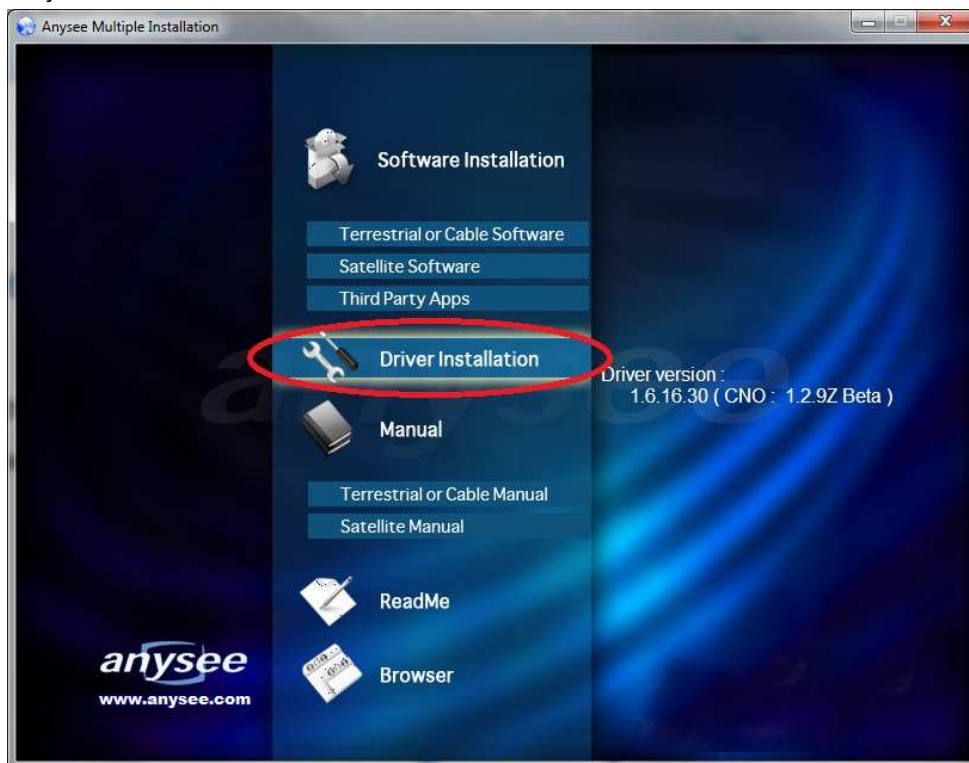 Anysee Multiple Installation
Software Installation
Terrestrial or Cable Software
Satellite Software
Third Party Apps
Driver Installation
Driver version :
1.6.16.30 ( CNO : 1.2.9Z Beta )
Manual
Terrestrial or Cable Manual
Satellite Manual
ReadMe
Browser
anysee
www.anysee.com
anysee